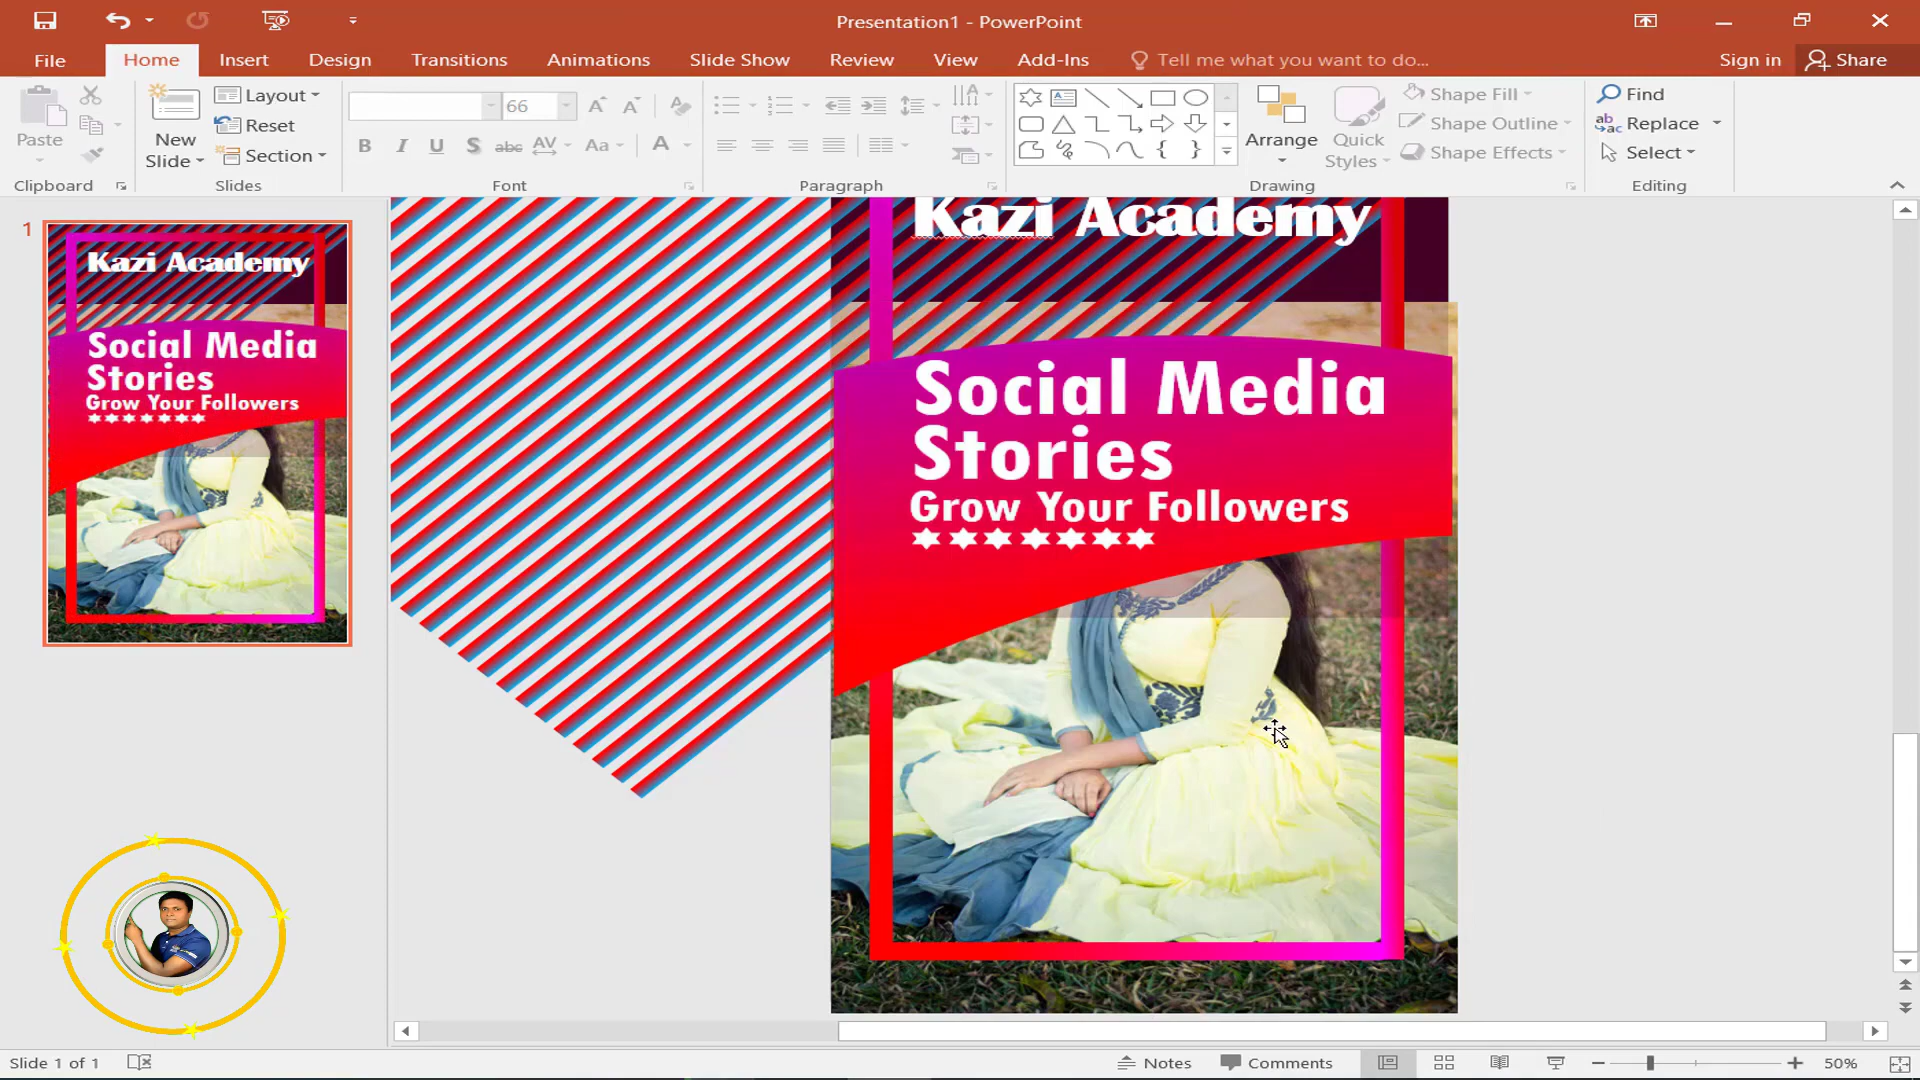 Presentation1 - PowerPoint
File
Home
Insert
Design
Transitions
Animations
Slide Show
Review
View
Add-Ins
Tell me what you want to do...
Sign in
Share
Paste
Clipboard
New
Slide
Layout
Reset
Section
Slides
66
B I U S abc AV Aa A
Font
A
Paragraph
Arrange
Quick
Styles
Shape Fill
Shape Outline
Shape Effects
Drawing
Find
Replace
Select
Editing
1
Kazi Academy
Social Media
Stories
Grow Your Followers
Kazi Academy
Social Media
Stories
Grow Your Followers
Slide 1 of 1
Notes
Comments
50%